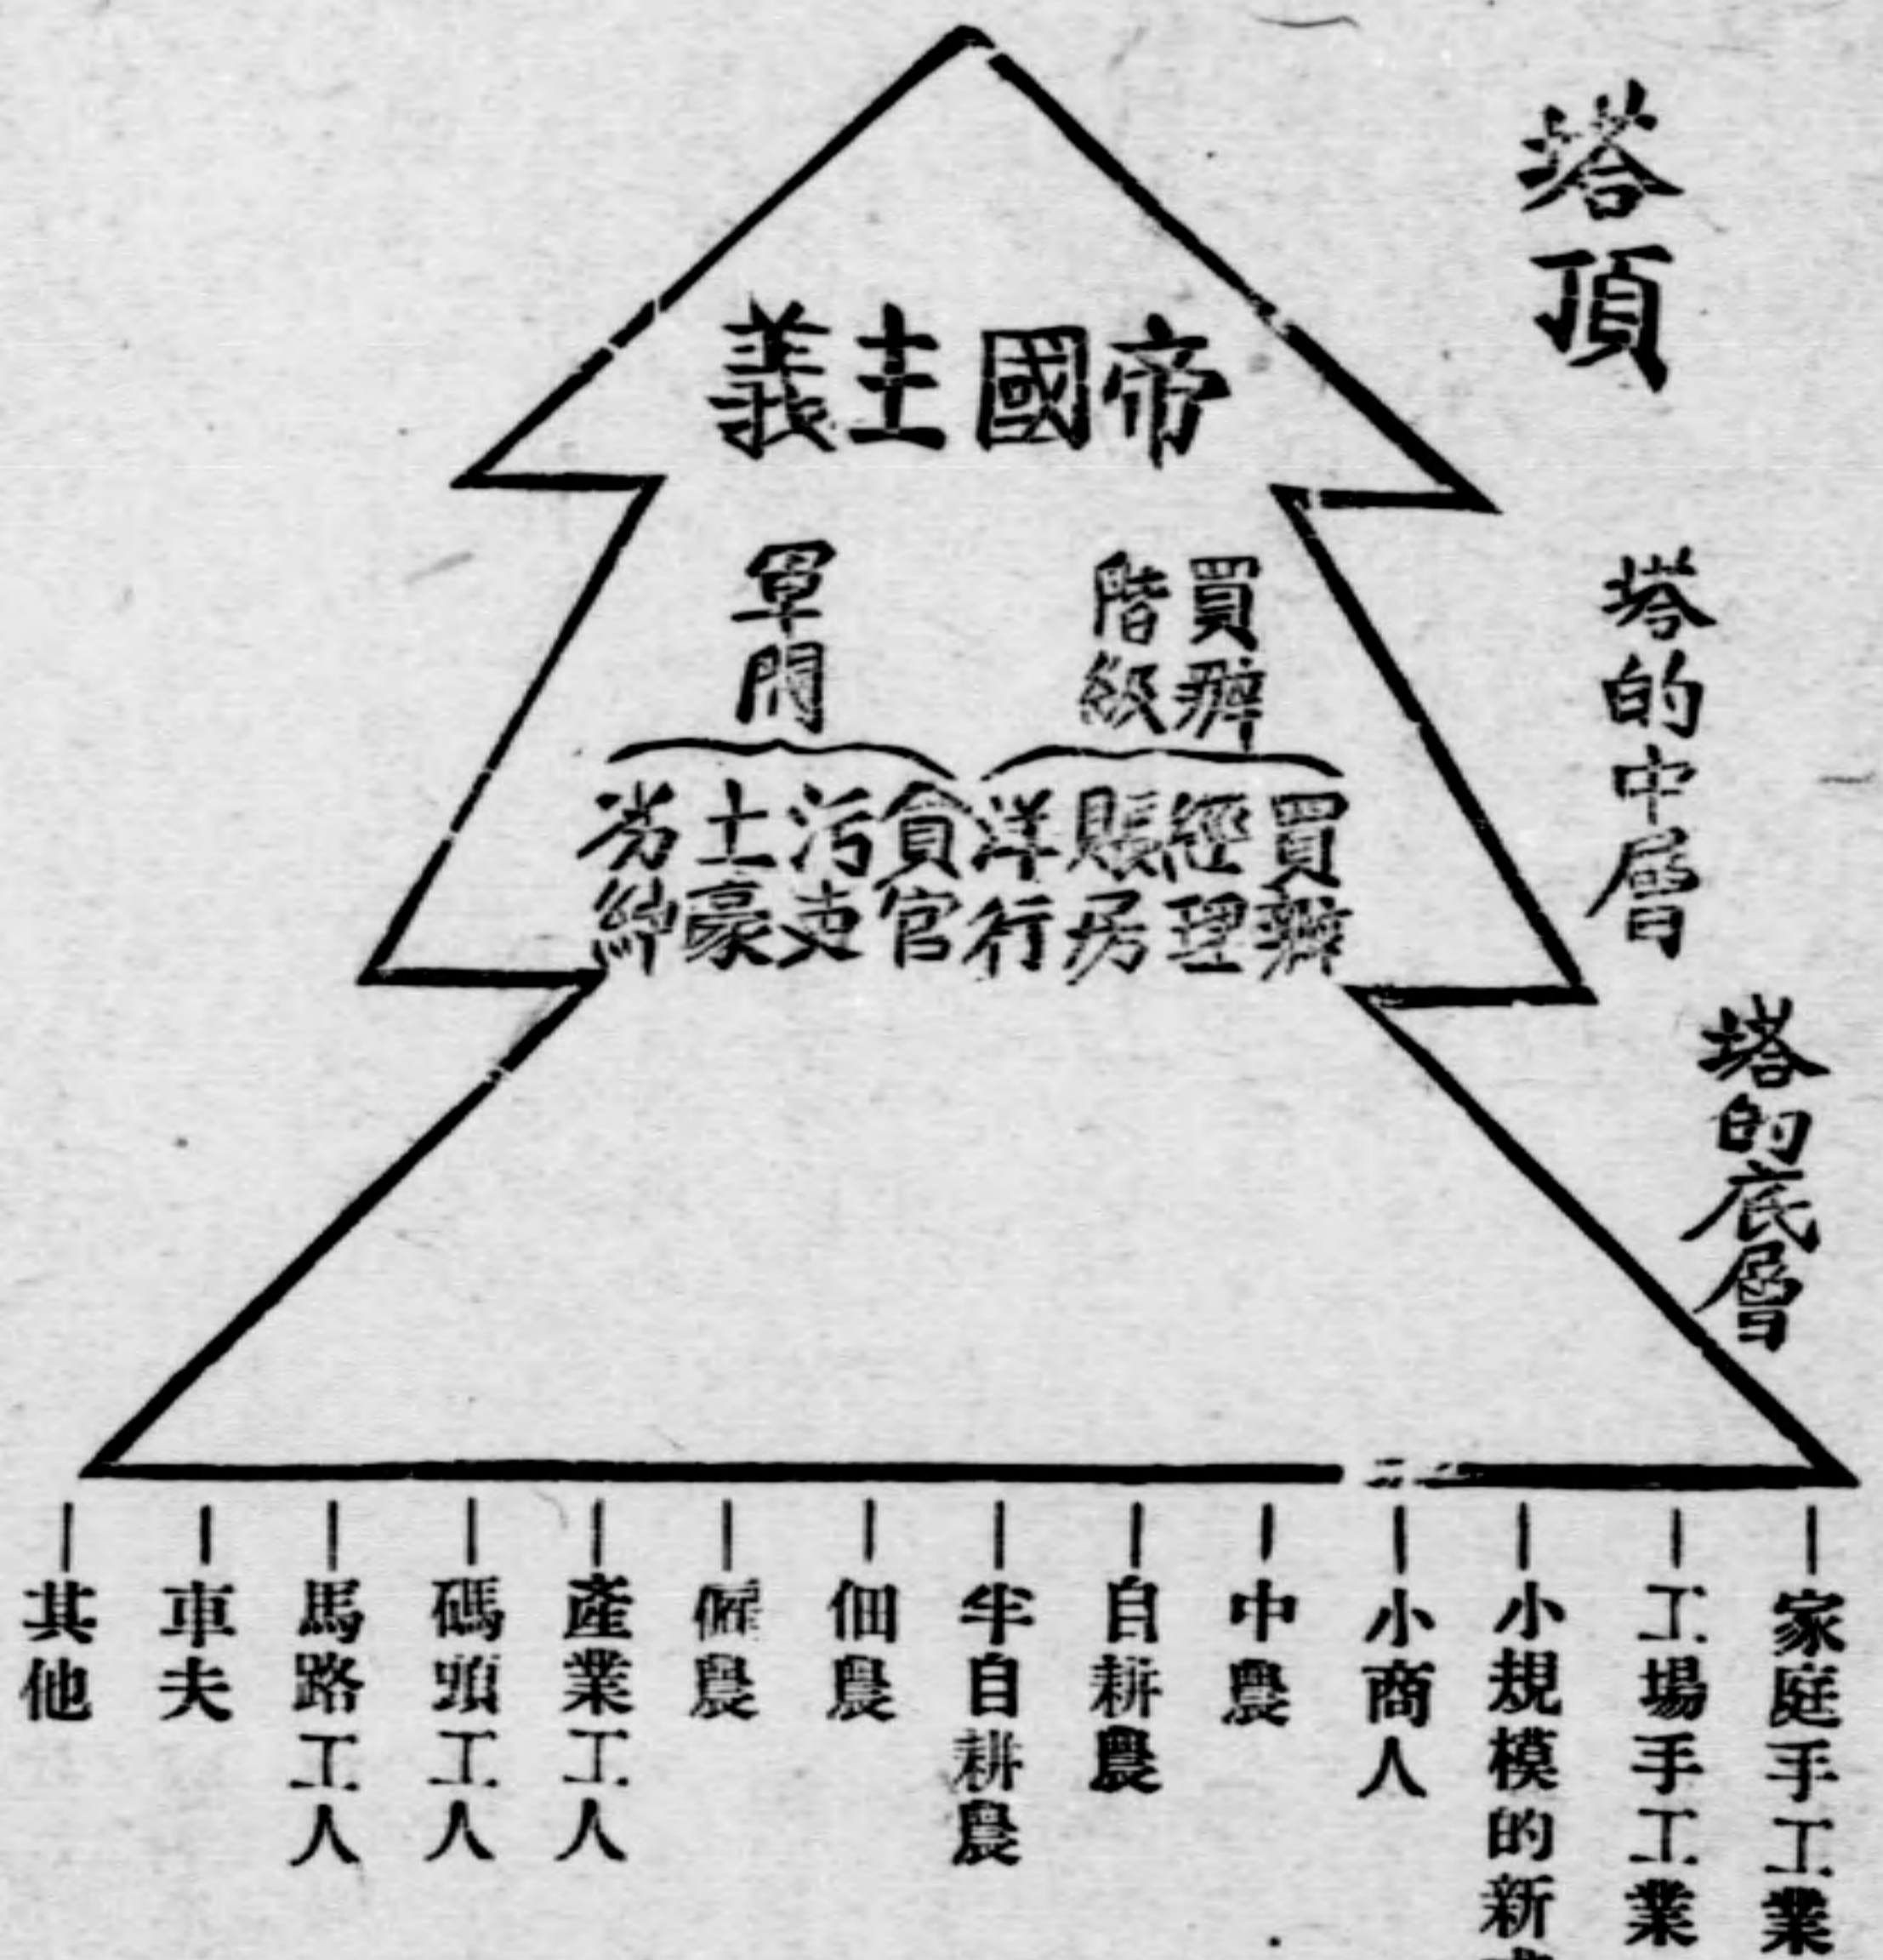 塔頂
帝國主義
塔的中層
買辦
階級
軍閥
買辦
經理
賬房
洋行
貪官
污吏
土豪
劣紳
塔的底層
家庭手工業
工場手工業
小規模的新
小商人
中農
自耕農
半自耕農
佃農
僱農
產業工人
碼頭工人
馬路工人
車夫
其他